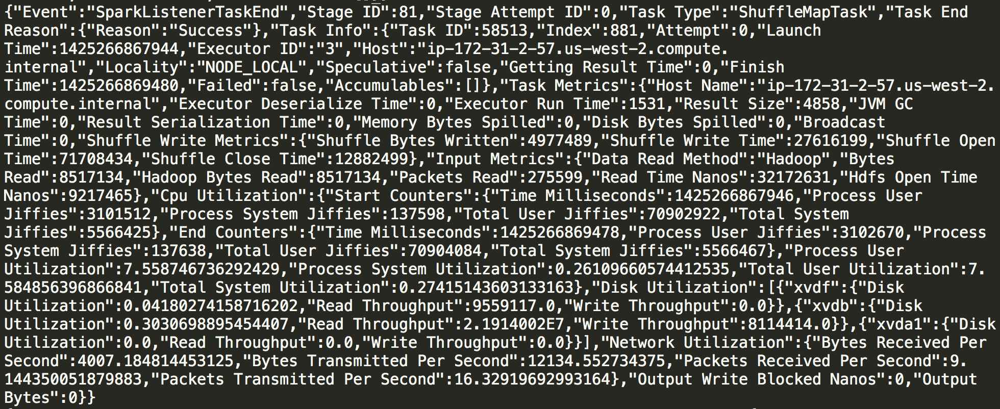 {"Event":"SparkListenerTaskEnd","Stage ID":81,"Stage Attempt ID":0,"Task Type":"ShuffleMapTask","Task End
Reason":{"Reason":"Success"},"Task Info":{"Task ID":58513,"Index":881,"Attempt":0,"Launch
Time":1425266867944,"Executor ID":"3","Host":"ip-172-31-2-57.us-west-2.compute.
internal","Locality":"NODE_LOCAL","Speculative":false,"Getting Result Time":0,"Finish
Time":1425266869480,"Failed":false,"Accumulables":[]},"Task Metrics":{"Host Name":"ip-172-31-2-57.us-west-2.
compute.internal","Executor Deserialize Time":0,"Executor Run Time":1531,"Result Size":4858,"JVM GC
Time":0,"Result Serialization Time":0,"Memory Bytes Spilled":0,"Disk Bytes Spilled":0,"Broadcast
Time":0,"Shuffle Write Metrics":{"Shuffle Bytes Written":4977489,"Shuffle Write Time":27616199,"Shuffle Open
Time":71708434,"Shuffle Close Time":12882499},"Input Metrics":{"Data Read Method":"Hadoop","Bytes
Read":8517134,"Hadoop Bytes Read":8517134,"Packets Read":275599,"Read Time Nanos":32172631,"Hdfs Open Time
Nanos":9217465},"Cpu Utilization":{"Start Counters":{"Time Milliseconds":1425266867946,"Process User
Jiffies":3101512,"Process System Jiffies":137598,"Total User Jiffies":70902922,"Total System
Jiffies":5566425},"End Counters":{"Time Milliseconds":1425266869478,"Process User Jiffies":3102670,"Process
System Jiffies":137638,"Total User Jiffies":70904084,"Total System Jiffies":5566467},"Process User
Utilization":7.558746736292429,"Process System Utilization":0.26109660574412535,"Total User Utilization":7.
584856396866841,"Total System Utilization":0.27415143603133163},"Disk Utilization":[{"xvdf":{"Disk
Utilization":0.04180274158716202,"Read Throughput":9559117.0,"Write Throughput":0.0}},{"xvdb":{"Disk
Utilization":0.3030698895454407,"Read Throughput":2.1914002E7,"Write Throughput":8114414.0}},{"xvda1":{"Disk
Utilization":0.0,"Read Throughput":0.0,"Write Throughput":0.0}}],"Network Utilization":{"Bytes Received Per
Second":4007.184814453125,"Bytes Transmitted Per Second":12134.552734375,"Packets Received Per Second":9.
144350051879883,"Packets Transmitted Per Second":16.32919692993164},"Output Write Blocked Nanos":0,"Output
Bytes":0}}